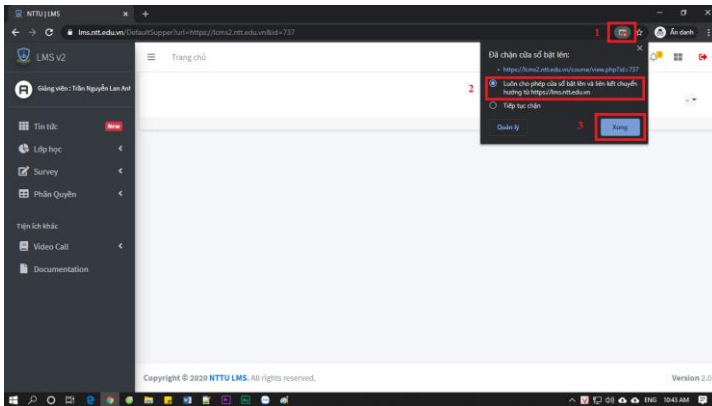 NTTU | LMS
lms.ntt.edu.vn/DefaultSupper?url=https://lcms2.ntt.edu.vn&id=737
1
Ẩn danh
LMS v2
Trang chủ
Giảng viên : Trần Nguyễn Lan Anh
Tin tức
New
Lớp học
Survey
Phân Quyền
Tiện ích khác
Video Call
Documentation
Đã chặn cửa sổ bật lên:
https://lcms2.ntt.edu.vn/course/view.php?id=737
2
Luôn cho phép cửa sổ bật lên và liên kết chuyển
hướng từ https://lms.ntt.edu.vn
Tiếp tục chặn
Quản lý
3
Xong
Copyright © 2020 NTTU LMS. All rights reserved.
Version 2.0
ENG
10:43 AM